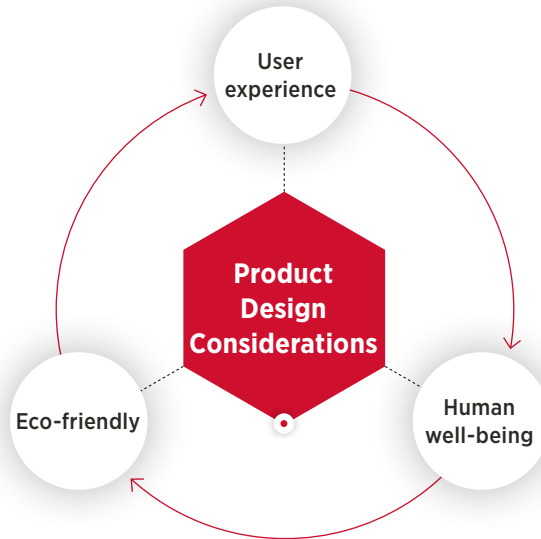 User
experience
Product
Design
Considerations
Eco-friendly
Human
well-being